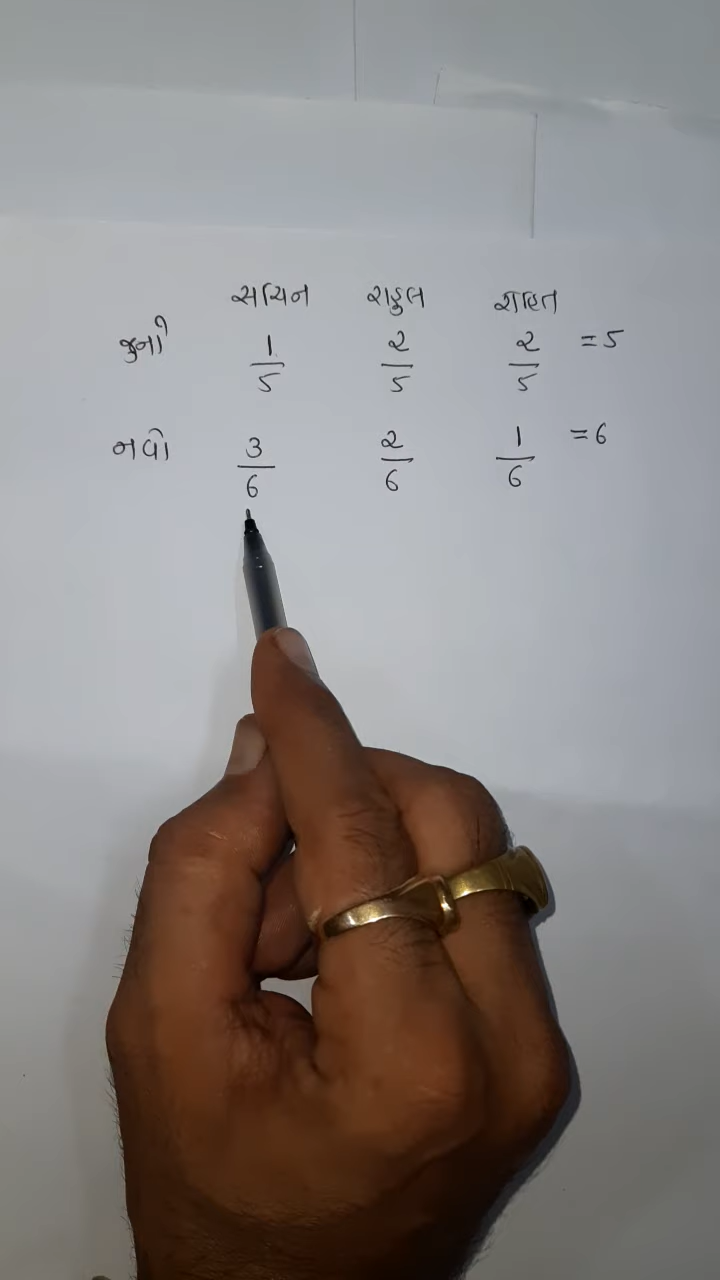 સચિન રાહુલ રોહિત
જુનો 1/5 2/5 2/5 = 5
નવો 3/6 2/6 1/6 = 6